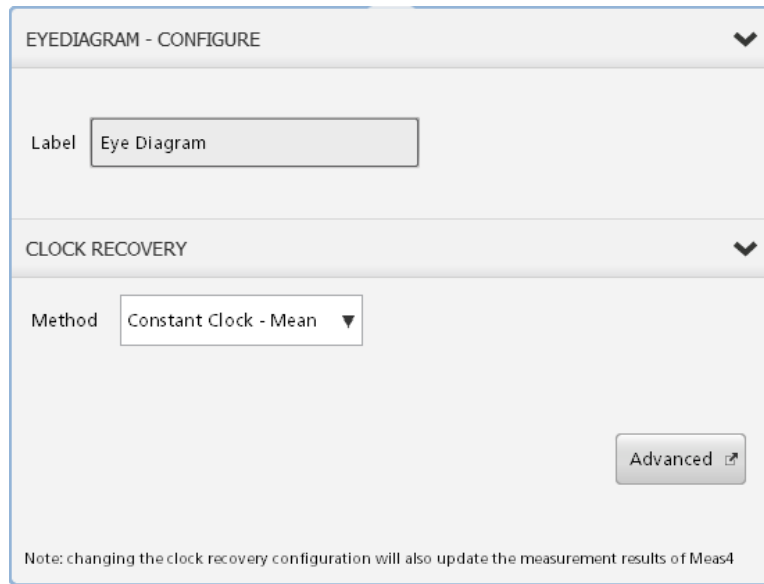 EYEDIAGRAM - CONFIGURE
Label Eye Diagram
CLOCK RECOVERY
Method Constant Clock - Mean
Advanced
Note: changing the clock recovery configuration will also update the measurement results of Meas4